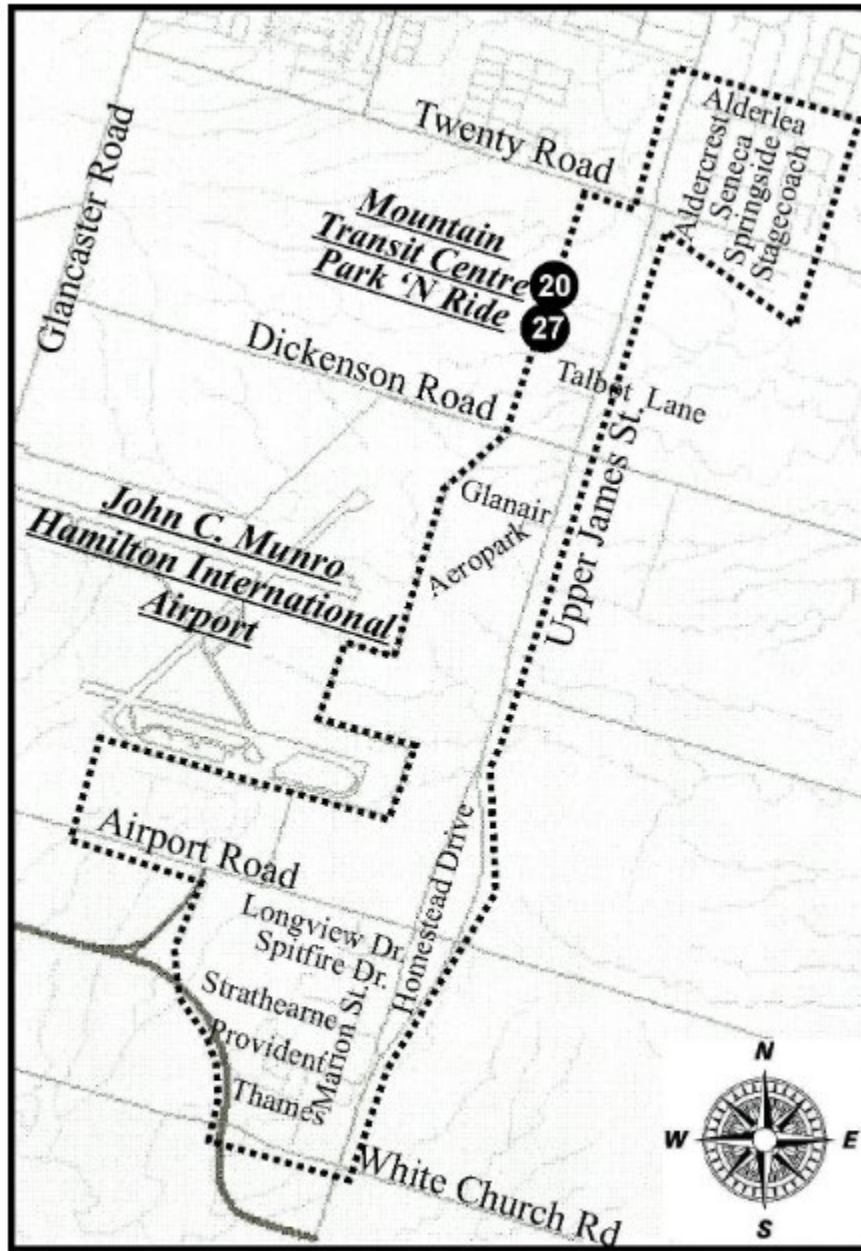 Alderlea
Aldercrest
Seneca
Springside
Stagecoach
Twenty Road
Glancaster Road
Mountain
Transit Centre
Park 'N Ride
20
27
Dickenson Road
Talbot Lane
Upper James St.
Glanair
Aeropark
John C. Munro
Hamilton International
Airport
Airport Road
Homestead Drive
Longview Dr.
Spitfire Dr.
Strathearne
Marion St.
Provident
Thames
White Church Rd
N
W
E
S